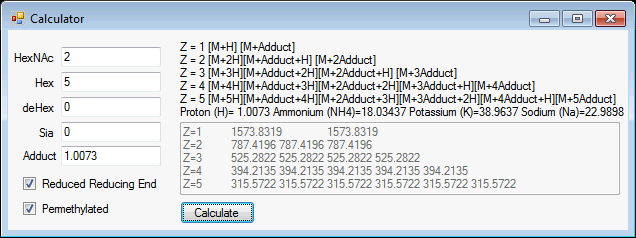 Calculator
HexNAc 2
Hex 5
deHex 0
Sia 0
Adduct 1.0073
Reduced Reducing End
Permethylated
Z = 1 [M+H] [M+Adduct]
Z = 2 [M+2H][M+Adduct+H] [M+2Adduct]
Z = 3 [M+3H][M+Adduct+2H][M+2Adduct+H] [M+3Adduct]
Z = 4 [M+4H][M+Adduct+3H][M+2Adduct+2H][M+3Adduct+H][M+4Adduct]
Z = 5 [M+5H][M+Adduct+4H][M+2Adduct+3H][M+3Adduct+2H][M+4Adduct+H][M+5Adduct]
Proton (H)= 1.0073 Ammonium (NH4)=18.03437 Potassium (K)=38.9637 Sodium (Na)=22.9898
Z=1 1573.8319 1573.8319
Z=2 787.4196 787.4196 787.4196
Z=3 525.2822 525.2822 525.2822 525.2822
Z=4 394.2135 394.2135 394.2135 394.2135 394.2135
Z=5 315.5722 315.5722 315.5722 315.5722 315.5722 315.5722
Calculate